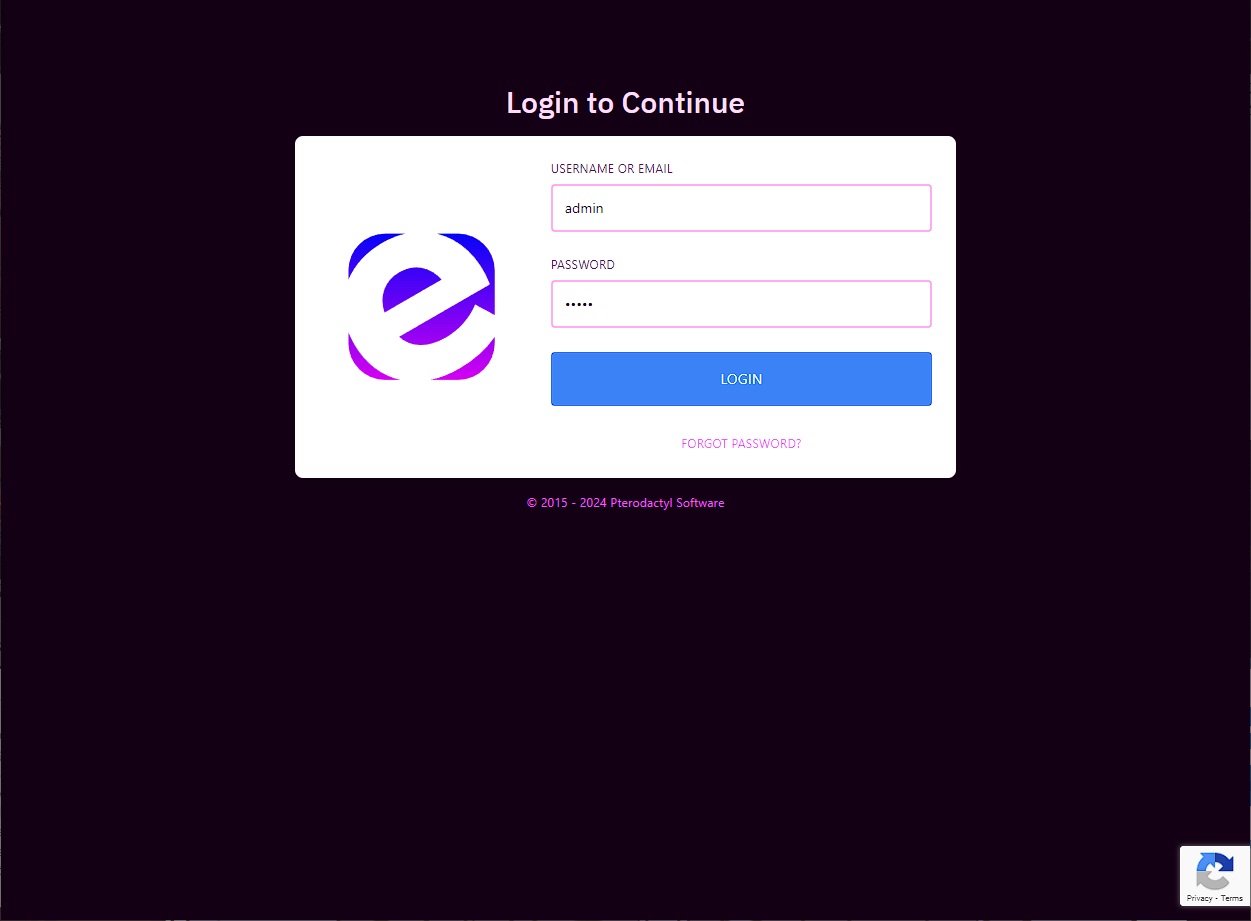 Login to Continue
USERNAME OR EMAIL
admin
PASSWORD
•••••
LOGIN
FORGOT PASSWORD?
© 2015 - 2024 Pterodactyl Software
Privacy - Terms